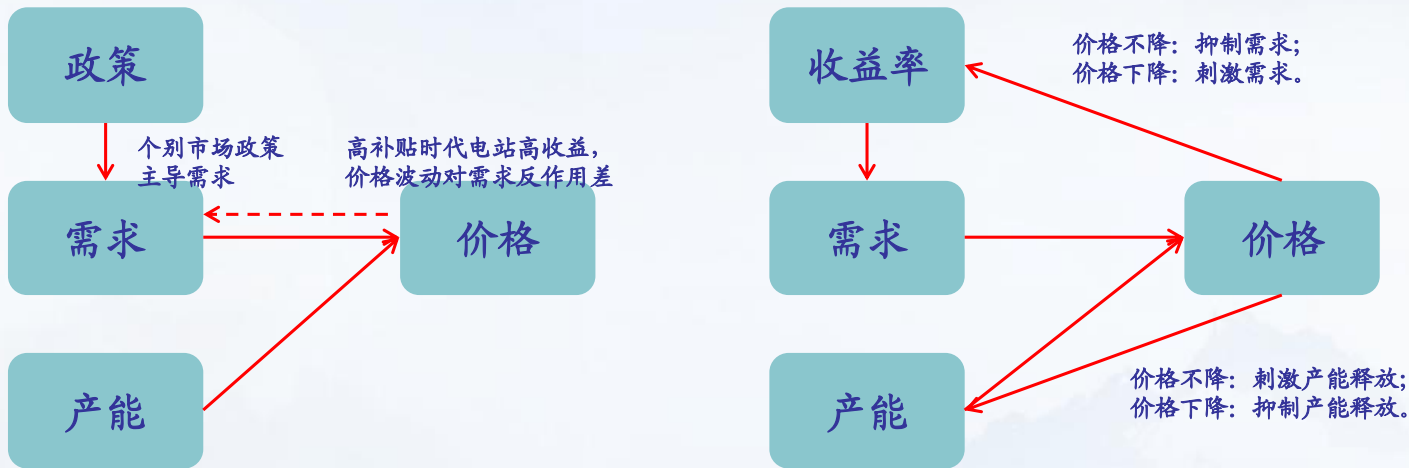 政策
个别市场政策
主导需求
高补贴时代电站高收益，
价格波动对需求反作用差
需求
价格
产能
收益率
价格不降：抑制需求；
价格下降：刺激需求。
需求
价格
产能
价格不降：刺激产能释放；
价格下降：抑制产能释放。